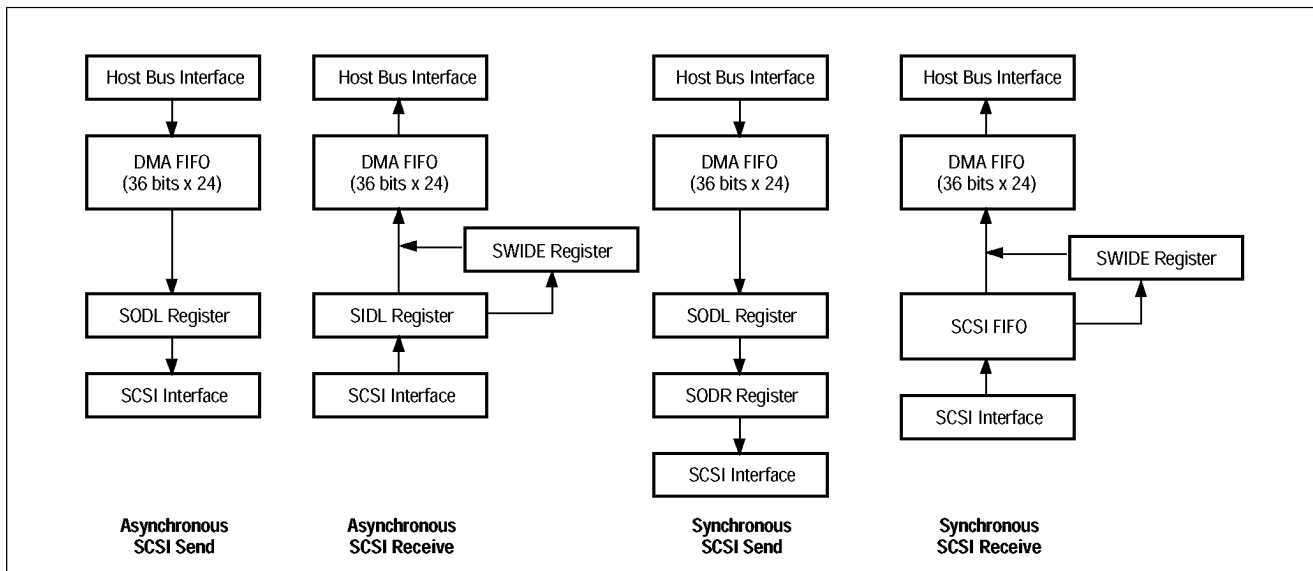 Host Bus Interface
DMA FIFO
(36 bits x 24)
SODL Register
SCSI Interface
Asynchronous
SCSI Send
Host Bus Interface
DMA FIFO
(36 bits x 24)
SWIDE Register
SIDL Register
SCSI Interface
Asynchronous
SCSI Receive
Host Bus Interface
DMA FIFO
(36 bits x 24)
SODL Register
SODR Register
SCSI Interface
Synchronous
SCSI Send
Host Bus Interface
DMA FIFO
(36 bits x 24)
SWIDE Register
SCSI FIFO
SCSI Interface
Synchronous
SCSI Receive